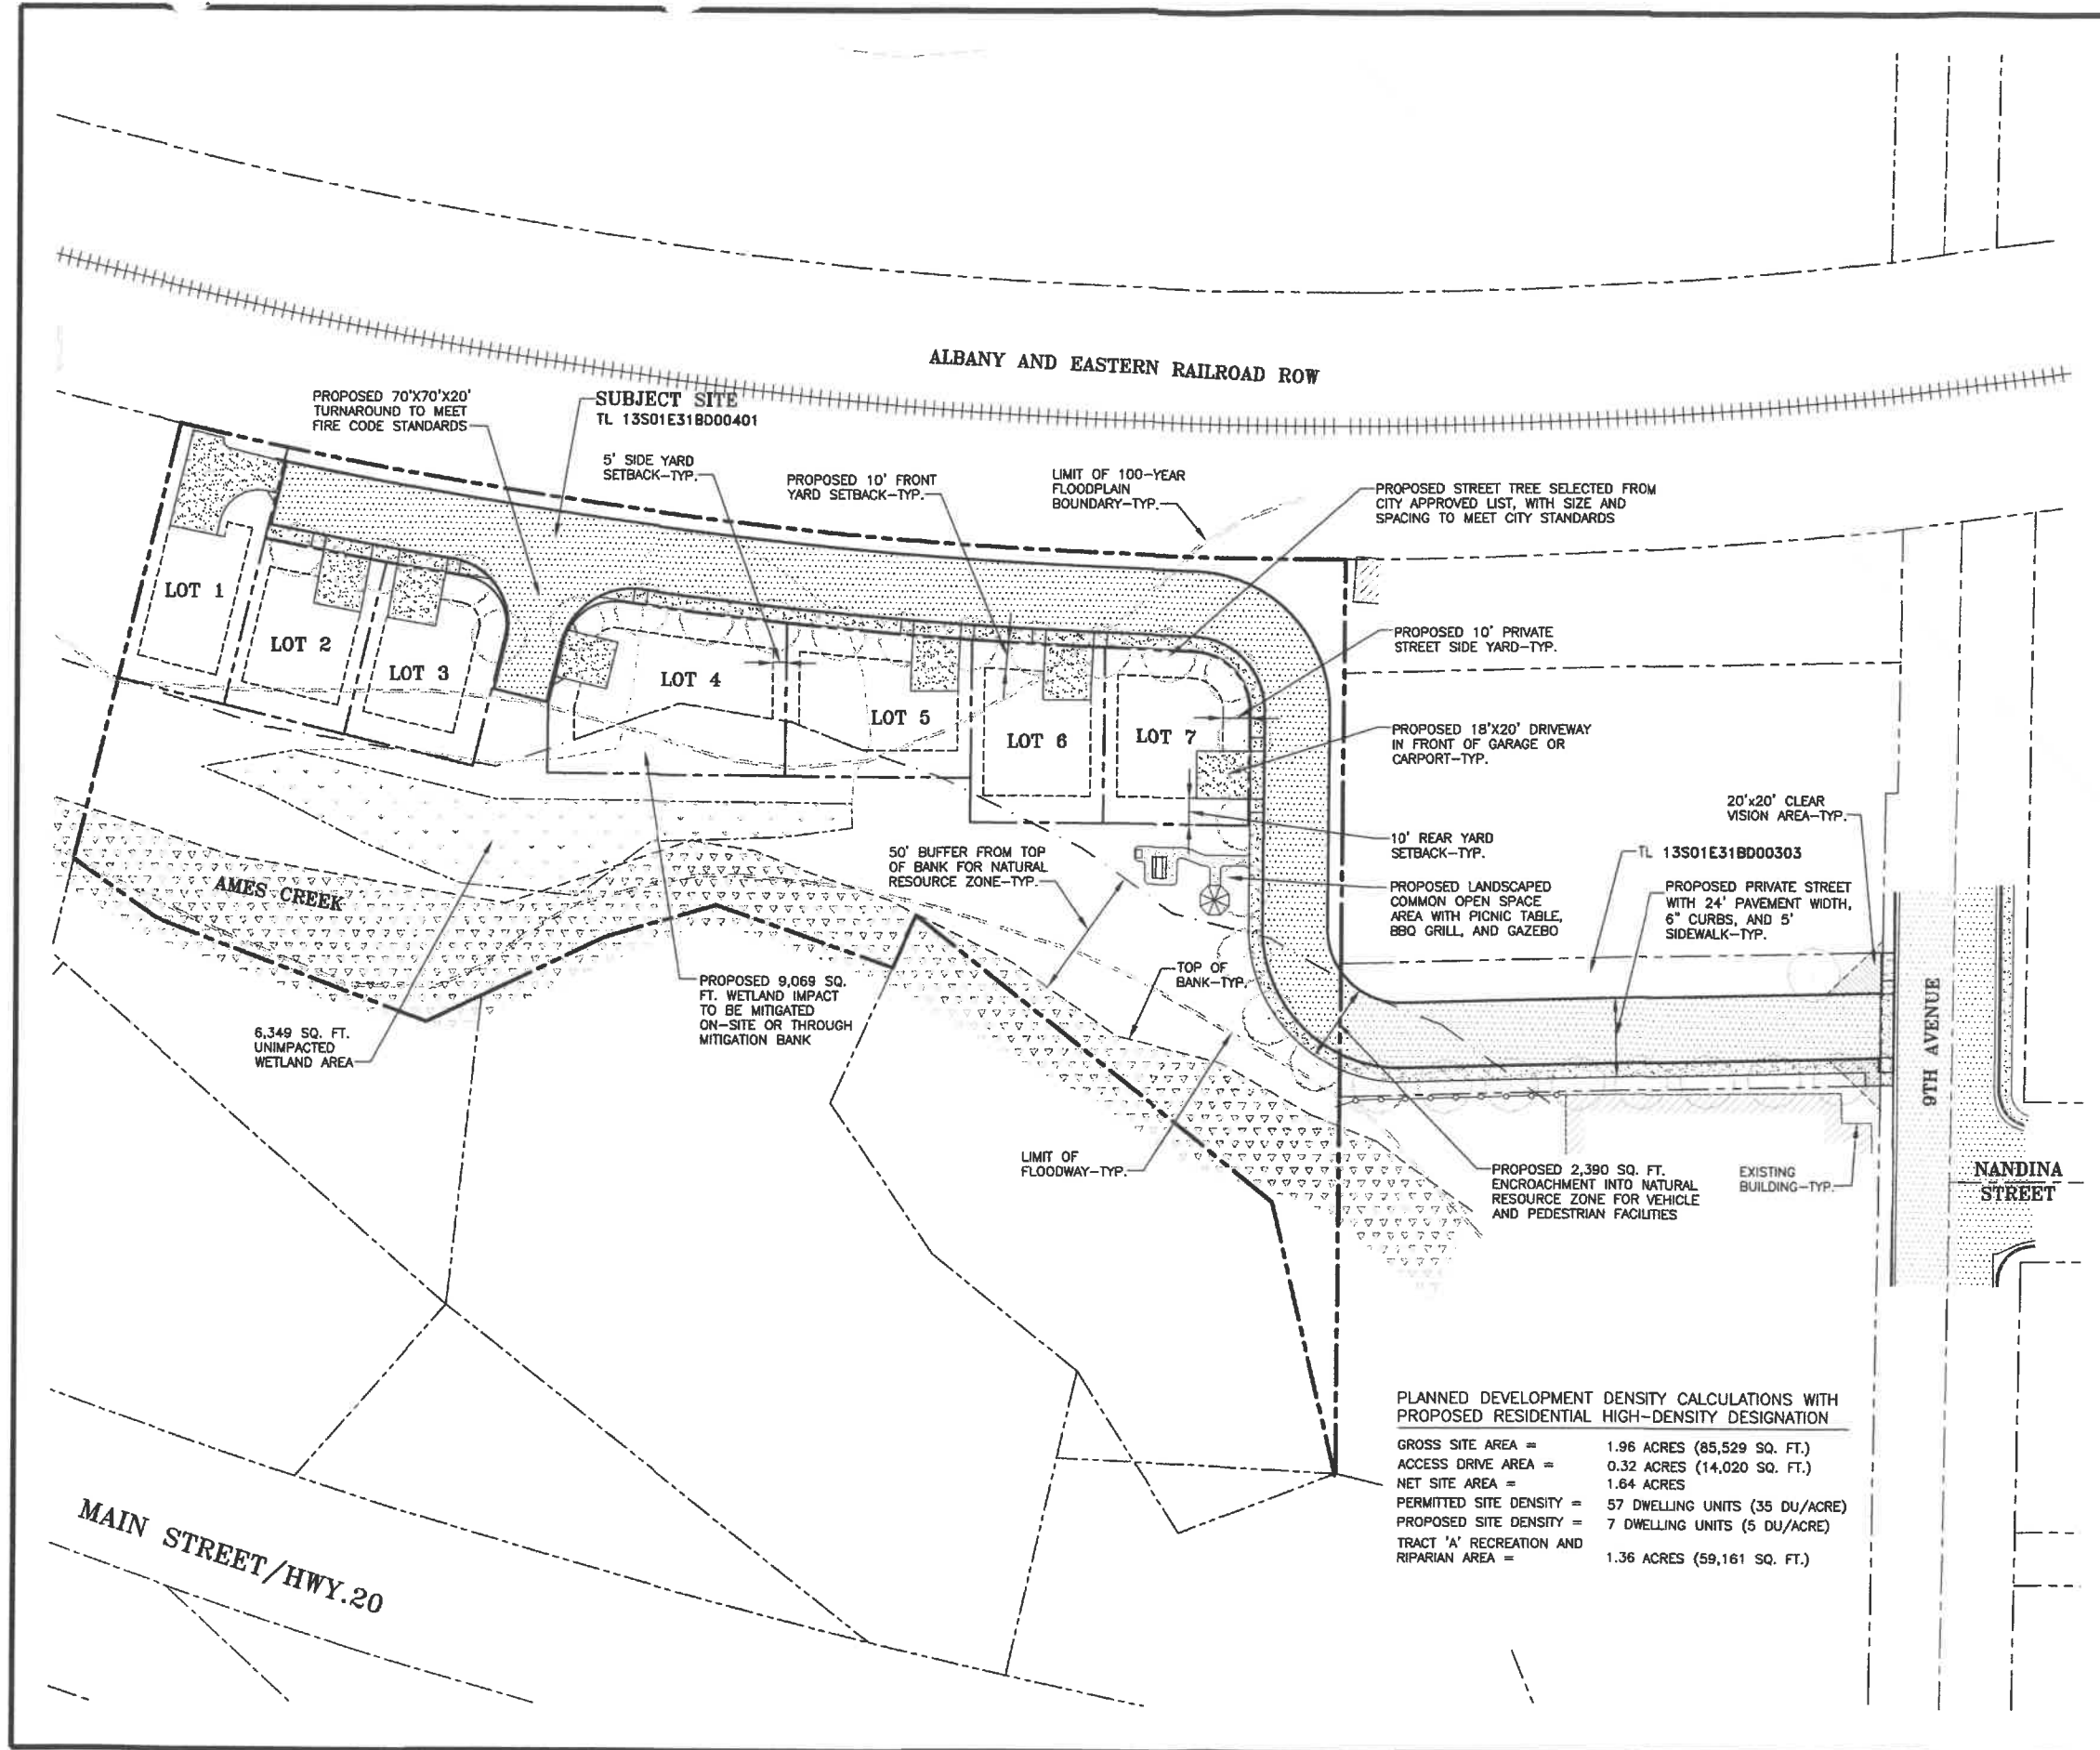 ALBANY AND EASTERN RAILROAD ROW
PROPOSED 70'X70'X20'
TURNAROUND TO MEET
FIRE CODE STANDARDS
SUBJECT SITE
TL 13S01E31BD00401
5' SIDE YARD
SETBACK-TYP.
PROPOSED 10' FRONT
YARD SETBACK-TYP.
LIMIT OF 100-YEAR
FLOODPLAIN
BOUNDARY-TYP.
PROPOSED STREET TREE SELECTED FROM
CITY APPROVED LIST, WITH SIZE AND
SPACING TO MEET CITY STANDARDS
LOT 1
LOT 2
LOT 3
LOT 4
LOT 5
LOT 6
LOT 7
PROPOSED 10' PRIVATE
STREET SIDE YARD-TYP.
PROPOSED 18'X20' DRIVEWAY
IN FRONT OF GARAGE OR
CARPORT-TYP.
20'x20' CLEAR
VISION AREA-TYP.
10' REAR YARD
SETBACK-TYP.
TL 13S01E31BD00303
50' BUFFER FROM TOP
OF BANK FOR NATURAL
RESOURCE ZONE-TYP.
PROPOSED LANDSCAPED
COMMON OPEN SPACE
AREA WITH PICNIC TABLE,
BBQ GRILL, AND GAZEBO
PROPOSED PRIVATE STREET
WITH 24' PAVEMENT WIDTH,
6" CURBS, AND 5'
SIDEWALK-TYP.
AMES CREEK
TOP OF
BANK-TYP.
PROPOSED 9,069 SQ.
FT. WETLAND IMPACT
TO BE MITIGATED
ON-SITE OR THROUGH
MITIGATION BANK
6,349 SQ. FT.
UNIMPACTED
WETLAND AREA
9TH AVENUE
LIMIT OF
FLOODWAY-TYP.
PROPOSED 2,390 SQ. FT.
ENCROACHMENT INTO NATURAL
RESOURCE ZONE FOR VEHICLE
AND PEDESTRIAN FACILITIES
EXISTING
BUILDING-TYP.
NANDINA
STREET
PLANNED DEVELOPMENT DENSITY CALCULATIONS WITH
PROPOSED RESIDENTIAL HIGH-DENSITY DESIGNATION
GROSS SITE AREA = 1.96 ACRES (85,529 SQ. FT.)
ACCESS DRIVE AREA = 0.32 ACRES (14,020 SQ. FT.)
NET SITE AREA = 1.64 ACRES
PERMITTED SITE DENSITY = 57 DWELLING UNITS (35 DU/ACRE)
PROPOSED SITE DENSITY = 7 DWELLING UNITS (5 DU/ACRE)
TRACT 'A' RECREATION AND
RIPARIAN AREA = 1.36 ACRES (59,161 SQ. FT.)
MAIN STREET/HWY.20